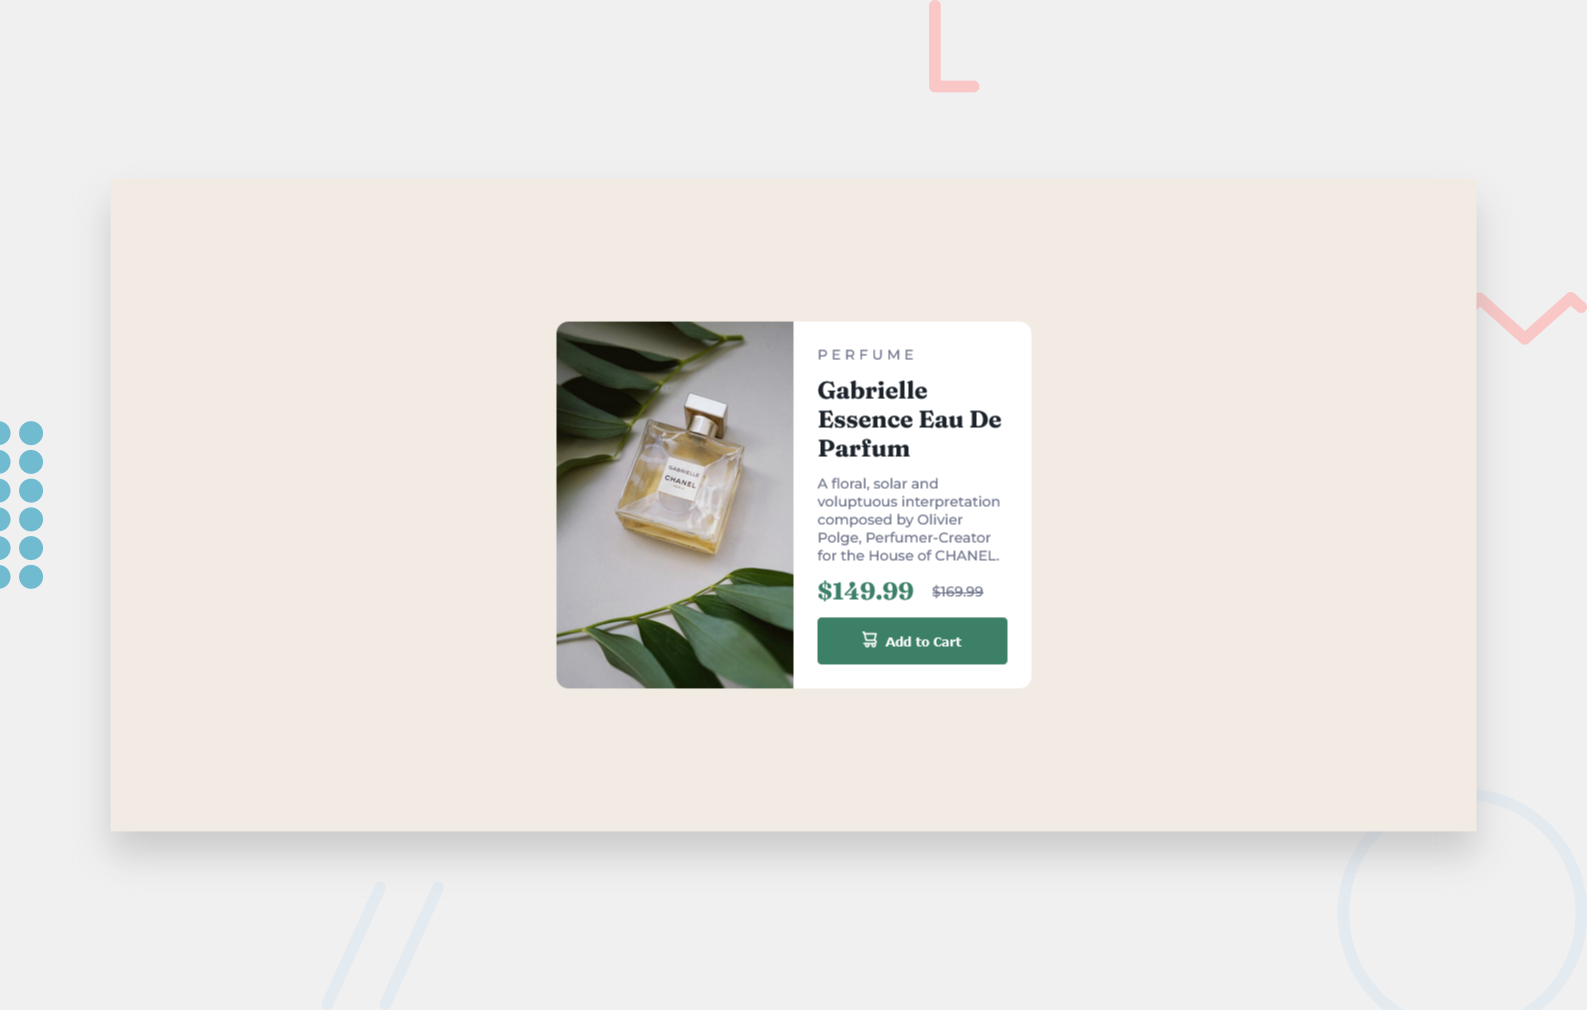 PERFUME
Gabrielle
Essence Eau De
Parfum
GABRIELLE
CHANEL
A floral, solar and
voluptuous interpretation
composed by Olivier
Polge, Perfumer-Creator
for the House of CHANEL.
$149.99 $169.99
Add to Cart